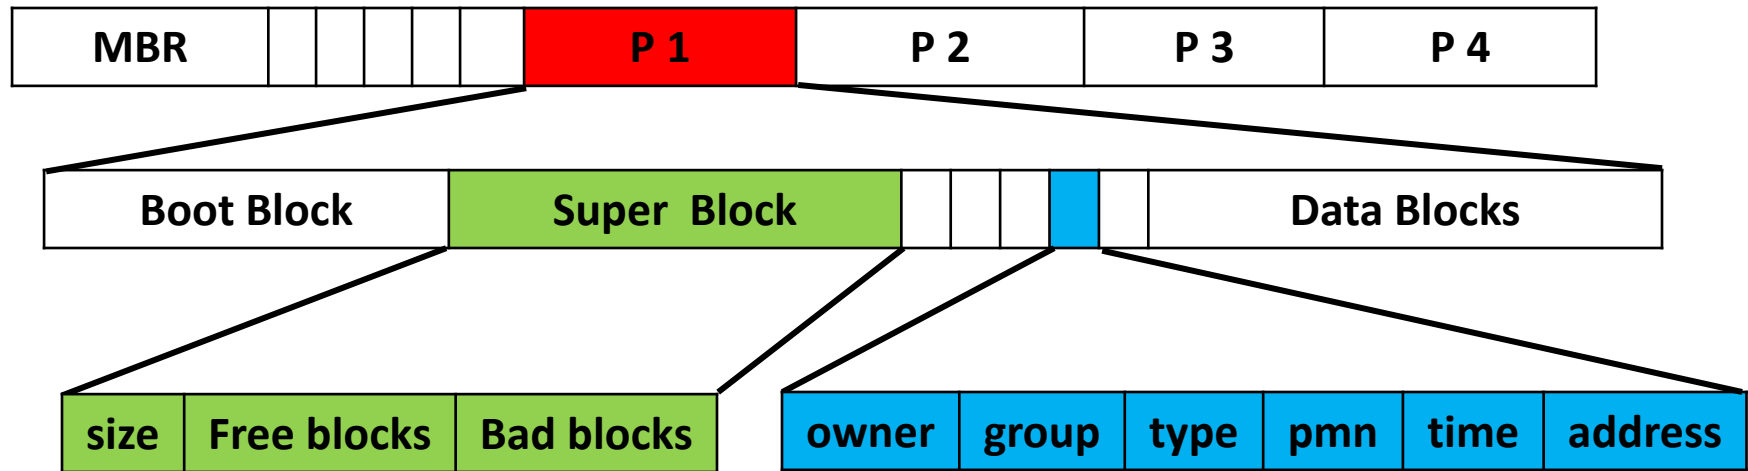 MBR P 1 P 2 P 3 P 4
Boot Block Super Block Data Blocks
size Free blocks Bad blocks owner group type pmn time address